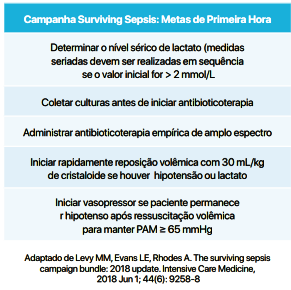 Campanha Surviving Sepsis: Metas de Primeira Hora
Determinar o nível sérico de lactato (medidas
seriadas devem ser realizadas em sequência
se o valor inicial for > 2 mmol/L
Coletar culturas antes de iniciar antibioticoterapia
Administrar antibioticoterapia empírica de amplo espectro
Iniciar rapidamente reposição volêmica com 30 mL/kg
de cristaloide se houver hipotensão ou lactato
Iniciar vasopressor se paciente permanece
r hipotenso após ressuscitação volêmica
para manter PAM ≥ 65 mmHg
Adaptado de Levy MM, Evans LE, Rhodes A. The surviving sepsis
campaign bundle: 2018 update. Intensive Care Medicine,
2018 Jun 1; 44(6): 9258-8